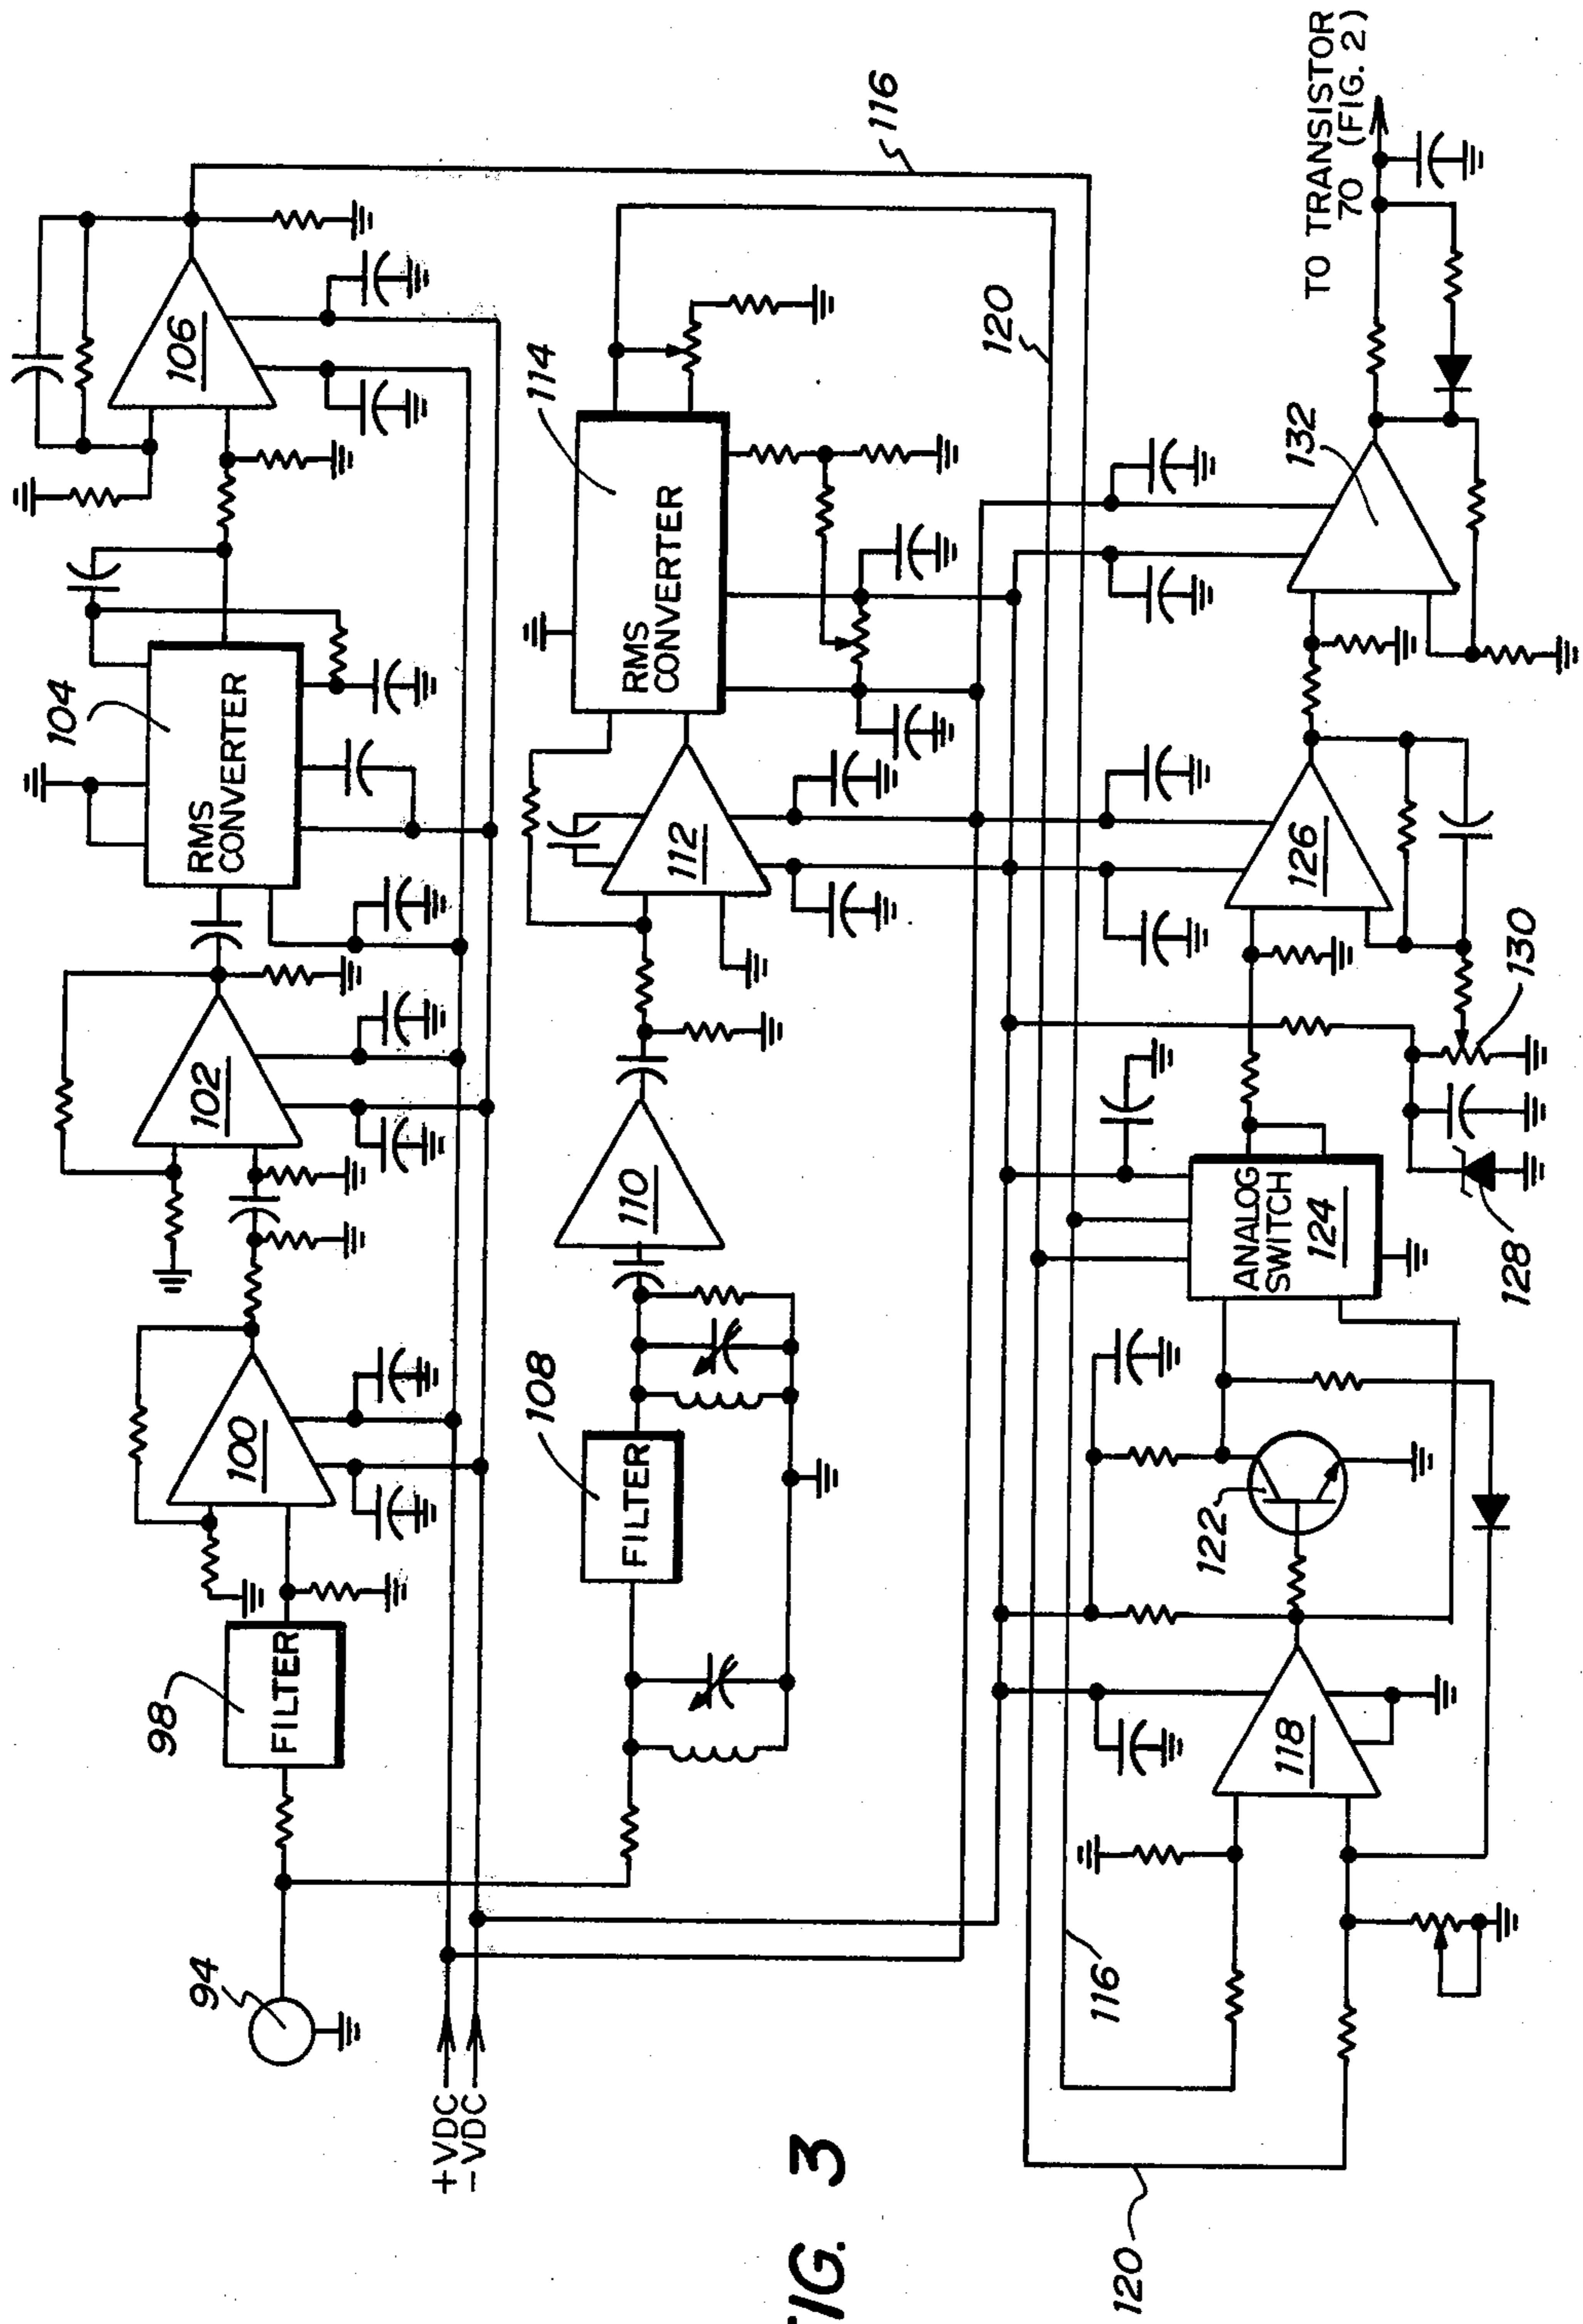 94
98
FILTER
100
102
104
RMS
CONVERTER
106
116
+VDC
-VDC
108
FILTER
110
112
114
RMS
CONVERTER
120
116
120
118
122
ANALOG
SWITCH
124
128
130
126
132
TO TRANSISTOR
70 (FIG. 2)
FIG. 3